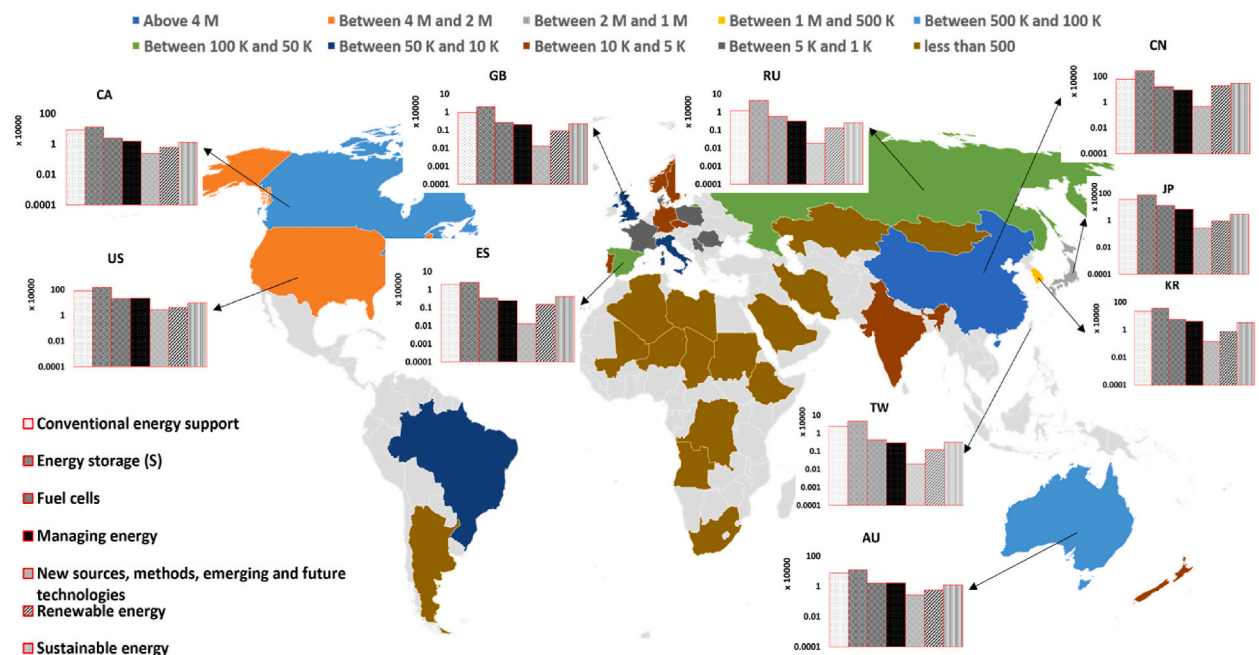 Above 4 M
Between 4 M and 2 M
Between 2 M and 1 M
Between 1 M and 500 K
Between 500 K and 100 K
Between 100 K and 50 K
Between 50 K and 10 K
Between 10 K and 5 K
Between 5 K and 1 K
less than 500
CA
x 10000
100
1
0.01
0.0001
GB
x 10000
10
1
0.1
0.01
0.001
0.0001
RU
x 10000
10
1
0.1
0.01
0.001
0.0001
CN
x 10000
100
1
0.01
0.0001
JP
x 10000
100
1
0.01
0.0001
US
x 10000
100
1
0.01
0.0001
ES
x 10000
10
1
0.1
0.01
0.001
0.0001
KR
x 10000
100
1
0.01
0.0001
TW
x 10000
10
1
0.1
0.01
0.001
0.0001
AU
x 10000
100
1
0.01
0.0001
Conventional energy support
Energy storage (S)
Fuel cells
Managing energy
New sources, methods, emerging and future
technologies
Renewable energy
Sustainable energy